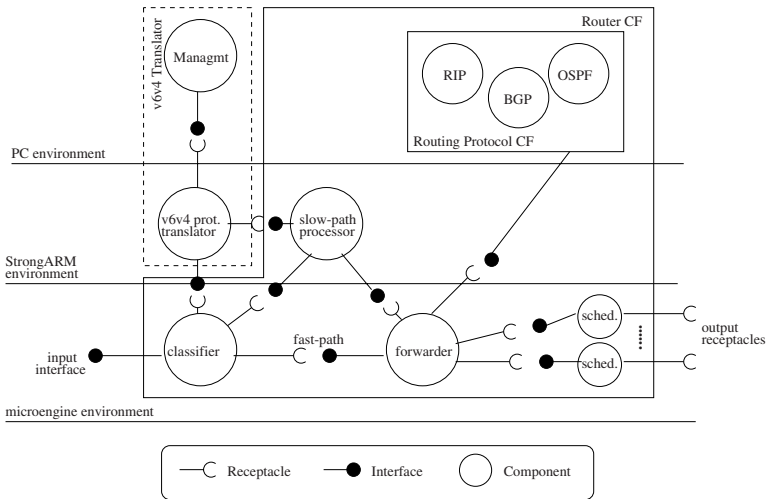 Router CF
v6v4 Translator
Managmt
RIP
BGP
OSPF
Routing Protocol CF
PC environment
v6v4 prot.
translator
slow-path
processor
StrongARM
environment
input
interface
classifier
fast-path
forwarder
sched.
sched.
output
receptacles
microengine environment
Receptacle
Interface
Component